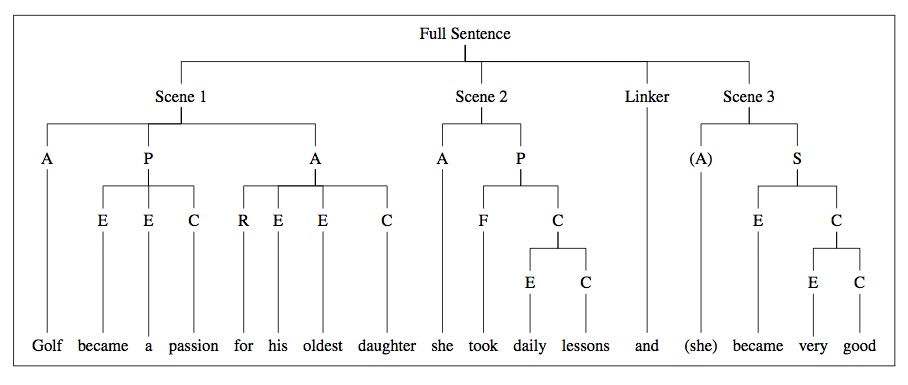 Full Sentence
Scene 1 Scene 2 Linker Scene 3
A P A A P (A) S
E E C R E E C F C E C
E C E C
Golf became a passion for his oldest daughter she took daily lessons and (she) became very good